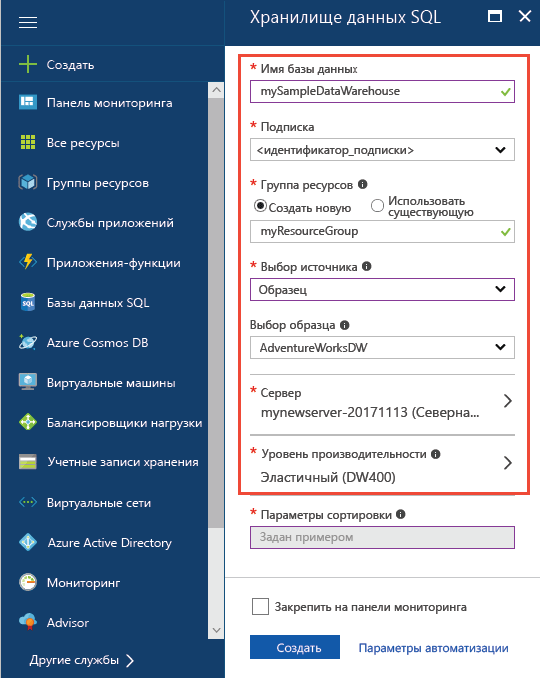 Создать
Панель мониторинга
Все ресурсы
Группы ресурсов
Службы приложений
Приложения-функции
Базы данных SQL
Azure Cosmos DB
Виртуальные машины
Балансировщики нагрузки
Учетные записи хранения
Виртуальные сети
Azure Active Directory
Мониторинг
Advisor
Другие службы
Хранилище данных SQL
* Имя базы данных
mySampleDataWarehouse
* Подписка
<идентификатор_подписки>
* Группа ресурсов
Создать новую
Использовать
существующую
myResourceGroup
* Выбор источника
Образец
Выбор образца
AdventureWorksDW
* Сервер
mynewserver-20171113 (Северна...
* Уровень производительности
Эластичный (DW400)
* Параметры сортировки
Задан примером
Закрепить на панели мониторинга
Создать
Параметры автоматизации